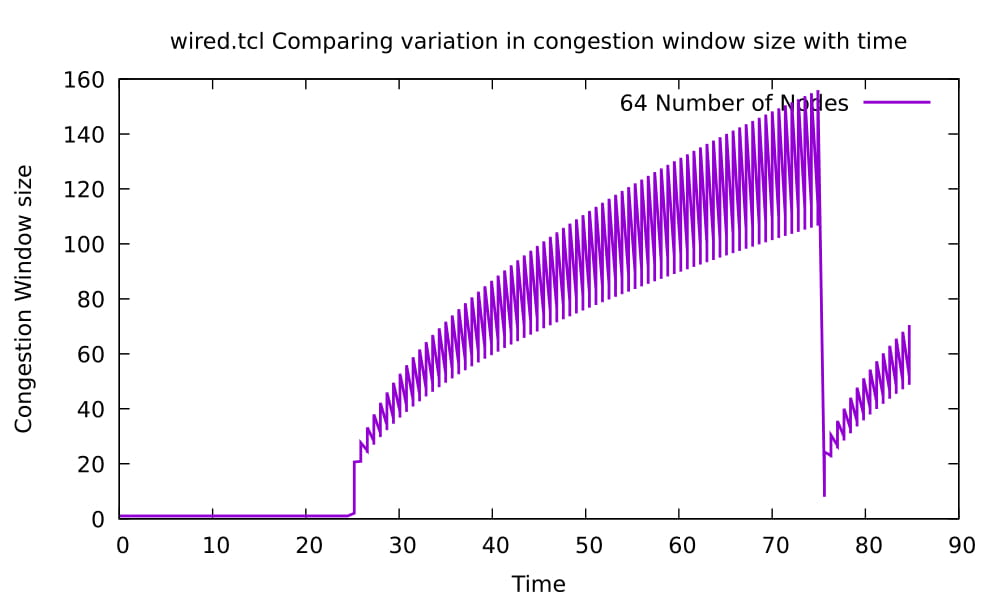 wired.tcl Comparing variation in congestion window size with time
160
140
120
100
80
60
40
20
0
64 Number of Nodes
Congestion Window size
0 10 20 30 40 50 60 70 80 90
Time